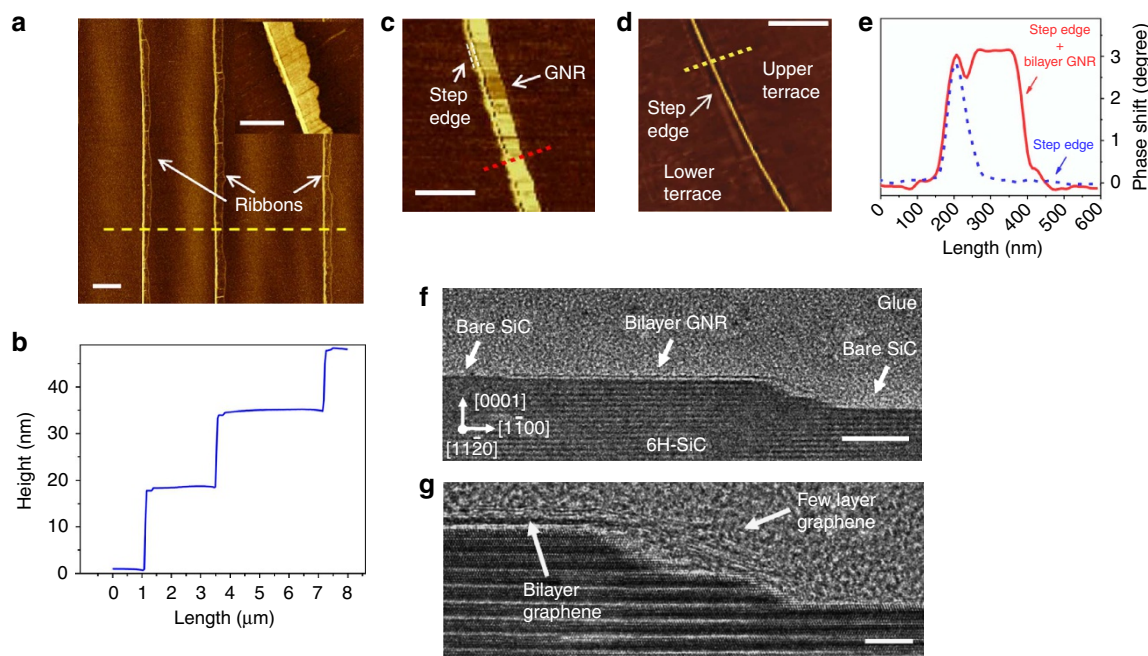 a
Ribbons
b
Height (nm)
40
30
20
10
0
0 1 2 3 4 5 6 7 8
Length (μm)
c
Step
edge
GNR
d
Step
edge
Upper
terrace
Lower
terrace
e
Step edge
+
bilayer GNR
Step edge
3
2
1
0
Phase shift (degree)
0 100 200 300 400 500 600
Length (nm)
f
Glue
Bare SiC
Bilayer GNR
Bare SiC
[0001]
[11̄00]
[112̄0]
6H-SiC
g
Few layer
graphene
Bilayer
graphene